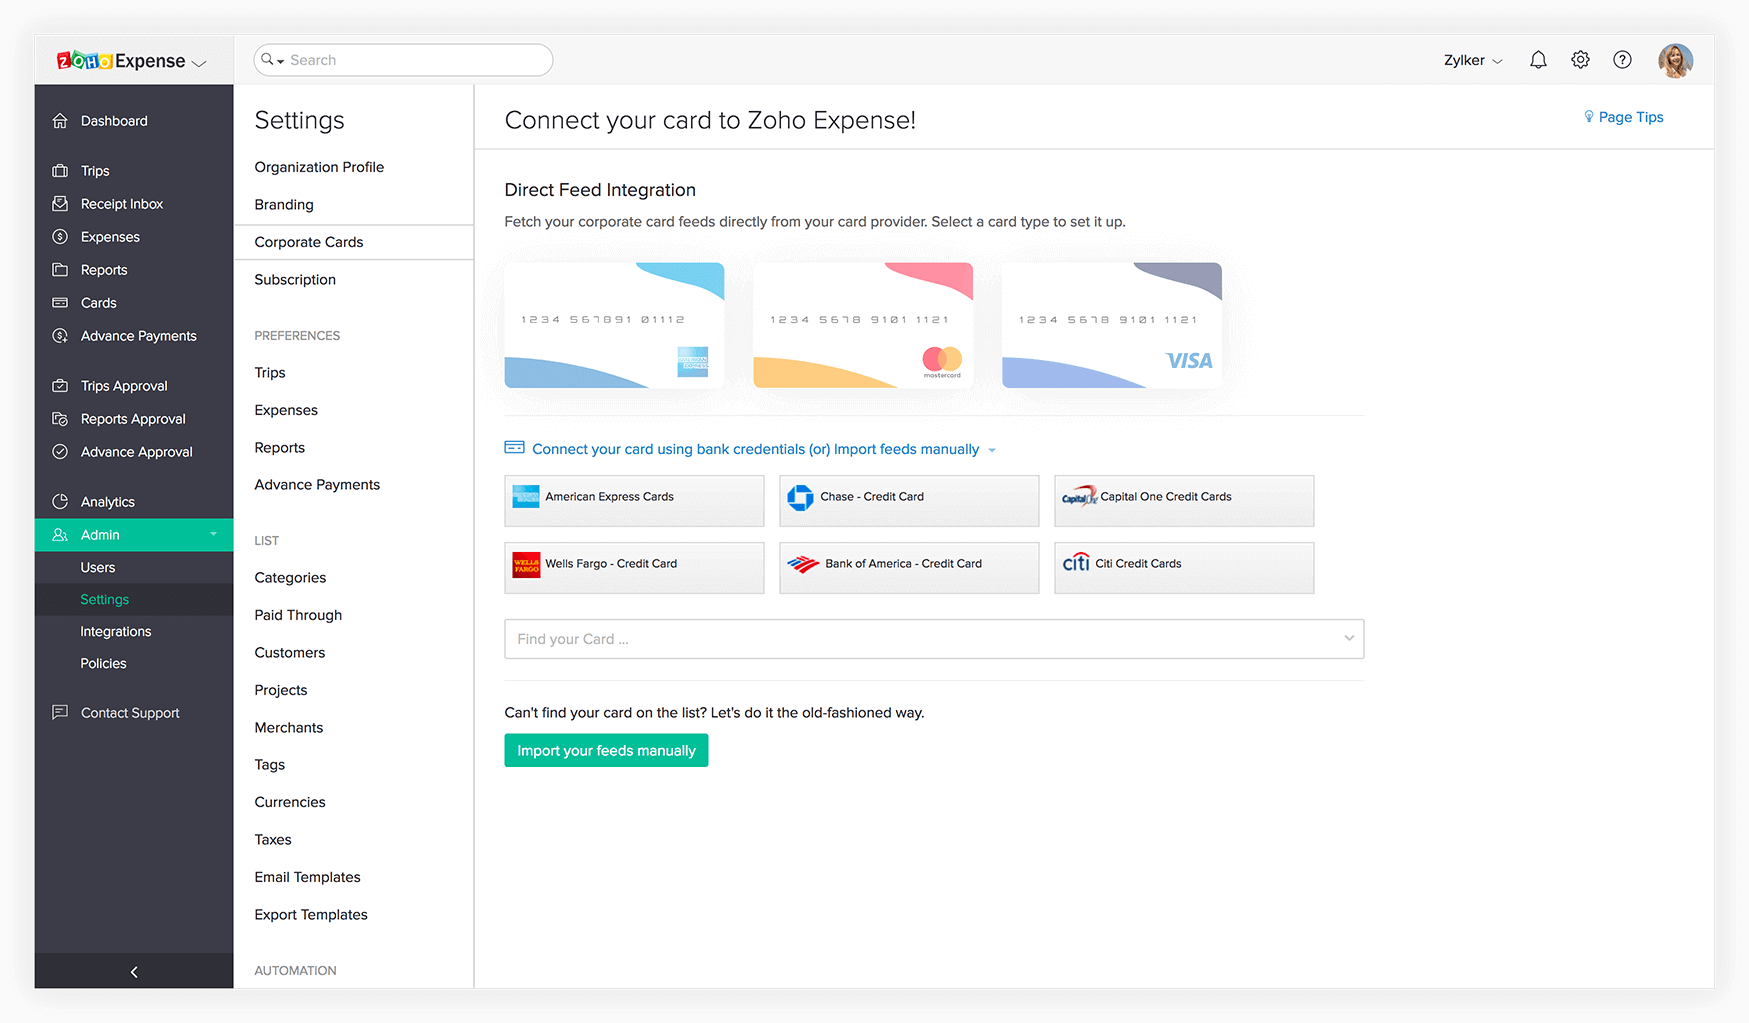 ZOHO Expense
Search
Zylker
Dashboard
Trips
Receipt Inbox
Expenses
Reports
Cards
Advance Payments
Trips Approval
Reports Approval
Advance Approval
Analytics
Admin
Users
Settings
Integrations
Policies
Contact Support
Settings
Organization Profile
Branding
Corporate Cards
Subscription
PREFERENCES
Trips
Expenses
Reports
Advance Payments
LIST
Categories
Paid Through
Customers
Projects
Merchants
Tags
Currencies
Taxes
Email Templates
Export Templates
AUTOMATION
Connect your card to Zoho Expense!
Page Tips
Direct Feed Integration
Fetch your corporate card feeds directly from your card provider. Select a card type to set it up.
1234 567891 01112
AMERICAN
EXPRESS
1234 5678 9101 1121
mastercard
1234 5678 9101 1121
VISA
Connect your card using bank credentials (or) Import feeds manually
American Express Cards
Chase - Credit Card
CapitalOne Capital One Credit Cards
WELLS
FARGO
Wells Fargo - Credit Card
Bank of America - Credit Card
citi Citi Credit Cards
Find your Card ...
Can't find your card on the list? Let's do it the old-fashioned way.
Import your feeds manually